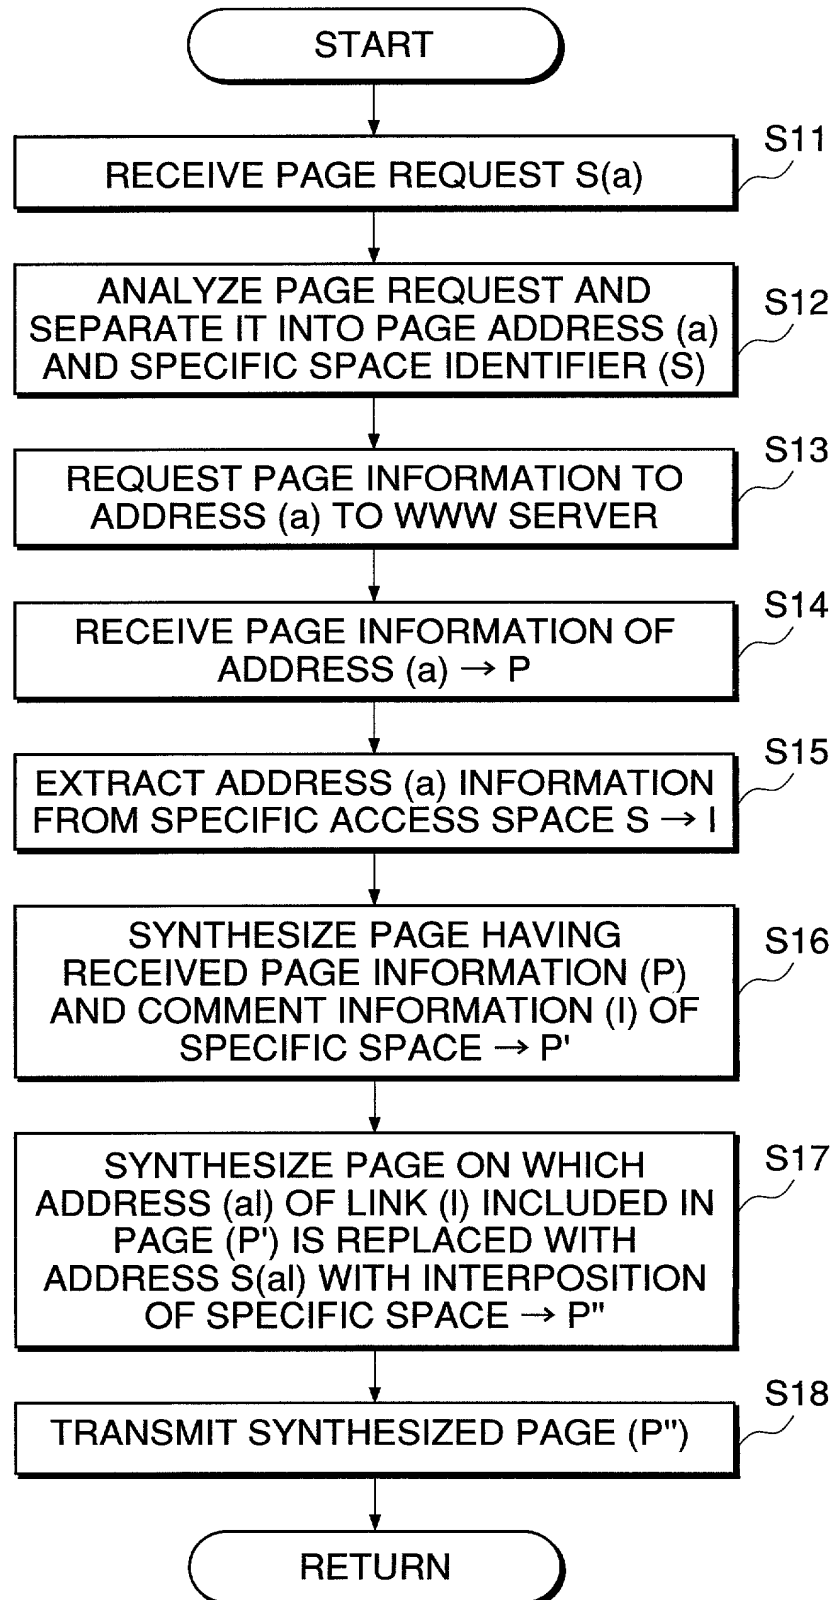 START
S11
RECEIVE PAGE REQUEST S(a)
S12
ANALYZE PAGE REQUEST AND
SEPARATE IT INTO PAGE ADDRESS (a)
AND SPECIFIC SPACE IDENTIFIER (S)
S13
REQUEST PAGE INFORMATION TO
ADDRESS (a) TO WWW SERVER
S14
RECEIVE PAGE INFORMATION OF
ADDRESS (a) → P
S15
EXTRACT ADDRESS (a) INFORMATION
FROM SPECIFIC ACCESS SPACE S → I
S16
SYNTHESIZE PAGE HAVING
RECEIVED PAGE INFORMATION (P)
AND COMMENT INFORMATION (I) OF
SPECIFIC SPACE → P'
S17
SYNTHESIZE PAGE ON WHICH
ADDRESS (al) OF LINK (l) INCLUDED IN
PAGE (P') IS REPLACED WITH
ADDRESS S(al) WITH INTERPOSITION
OF SPECIFIC SPACE → P"
S18
TRANSMIT SYNTHESIZED PAGE (P")
RETURN